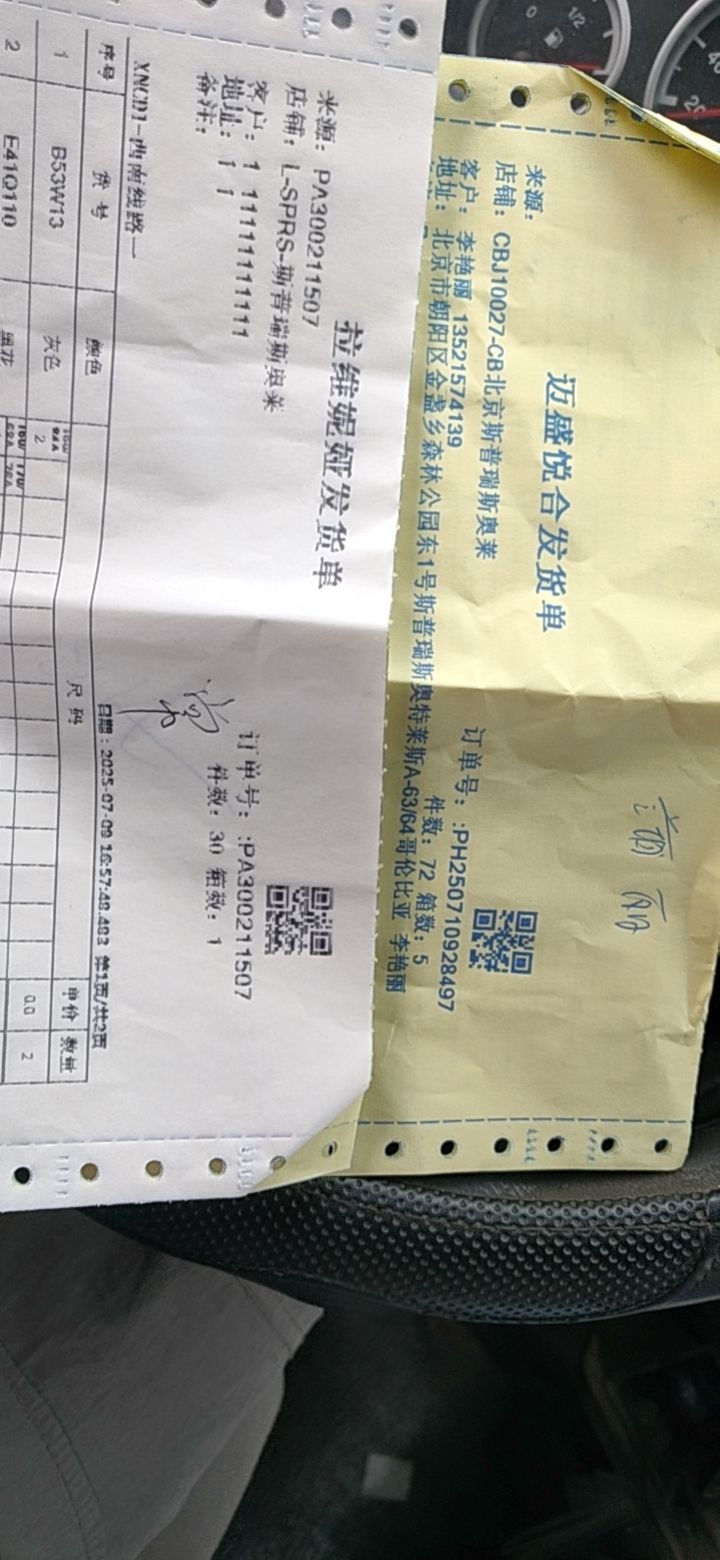 迈盛悦合发货单
来源：
店铺：CBJ10027-CB北京斯普瑞斯奥莱
订单号：:PH250710928497
客户：李艳丽 13521574139
件数：72 箱数：5
地址：北京市朝阳区金盏乡森林公园东1号斯普瑞斯奥特莱斯A-63/64哥伦比亚 李艳丽
拉维妮娅发货单
来源：PA300211507
订单号：:PA300211507
店铺：L-SPRS-斯普瑞斯奥莱
件数：30 箱数：1
客户：1 11111111111
地址：1 1
备注：
XNCD1-西南线路一
日期：2025-07-09 16:57:48.483 第1页/共2页
序号 货号 颜色 尺码 单价 数量
1 B53W13 灰色 2 0.0 2
2 E41Q110 黑花